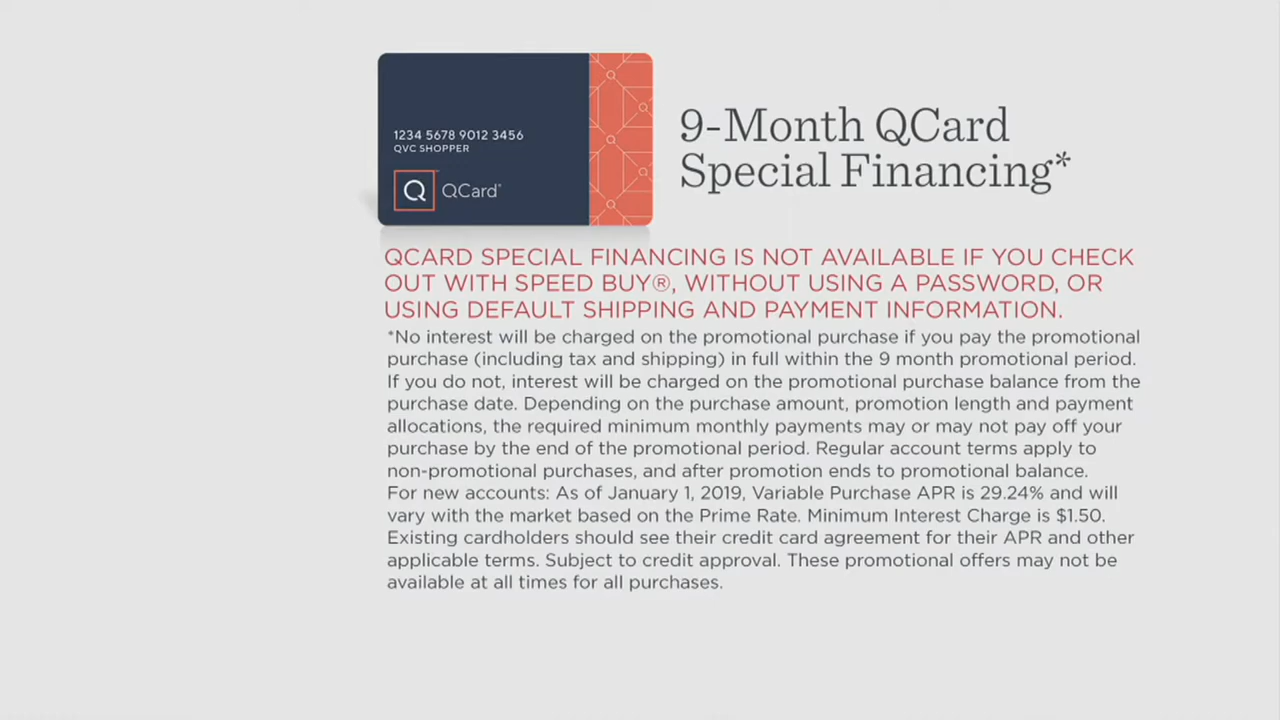 1234 5678 9012 3456
QVC SHOPPER
Q QCard®
9-Month QCard
Special Financing*
QCARD SPECIAL FINANCING IS NOT AVAILABLE IF YOU CHECK
OUT WITH SPEED BUY®, WITHOUT USING A PASSWORD, OR
USING DEFAULT SHIPPING AND PAYMENT INFORMATION.
*No interest will be charged on the promotional purchase if you pay the promotional
purchase (including tax and shipping) in full within the 9 month promotional period.
If you do not, interest will be charged on the promotional purchase balance from the
purchase date. Depending on the purchase amount, promotion length and payment
allocations, the required minimum monthly payments may or may not pay off your
purchase by the end of the promotional period. Regular account terms apply to
non-promotional purchases, and after promotion ends to promotional balance.
For new accounts: As of January 1, 2019, Variable Purchase APR is 29.24% and will
vary with the market based on the Prime Rate. Minimum Interest Charge is $1.50.
Existing cardholders should see their credit card agreement for their APR and other
applicable terms. Subject to credit approval. These promotional offers may not be
available at all times for all purchases.